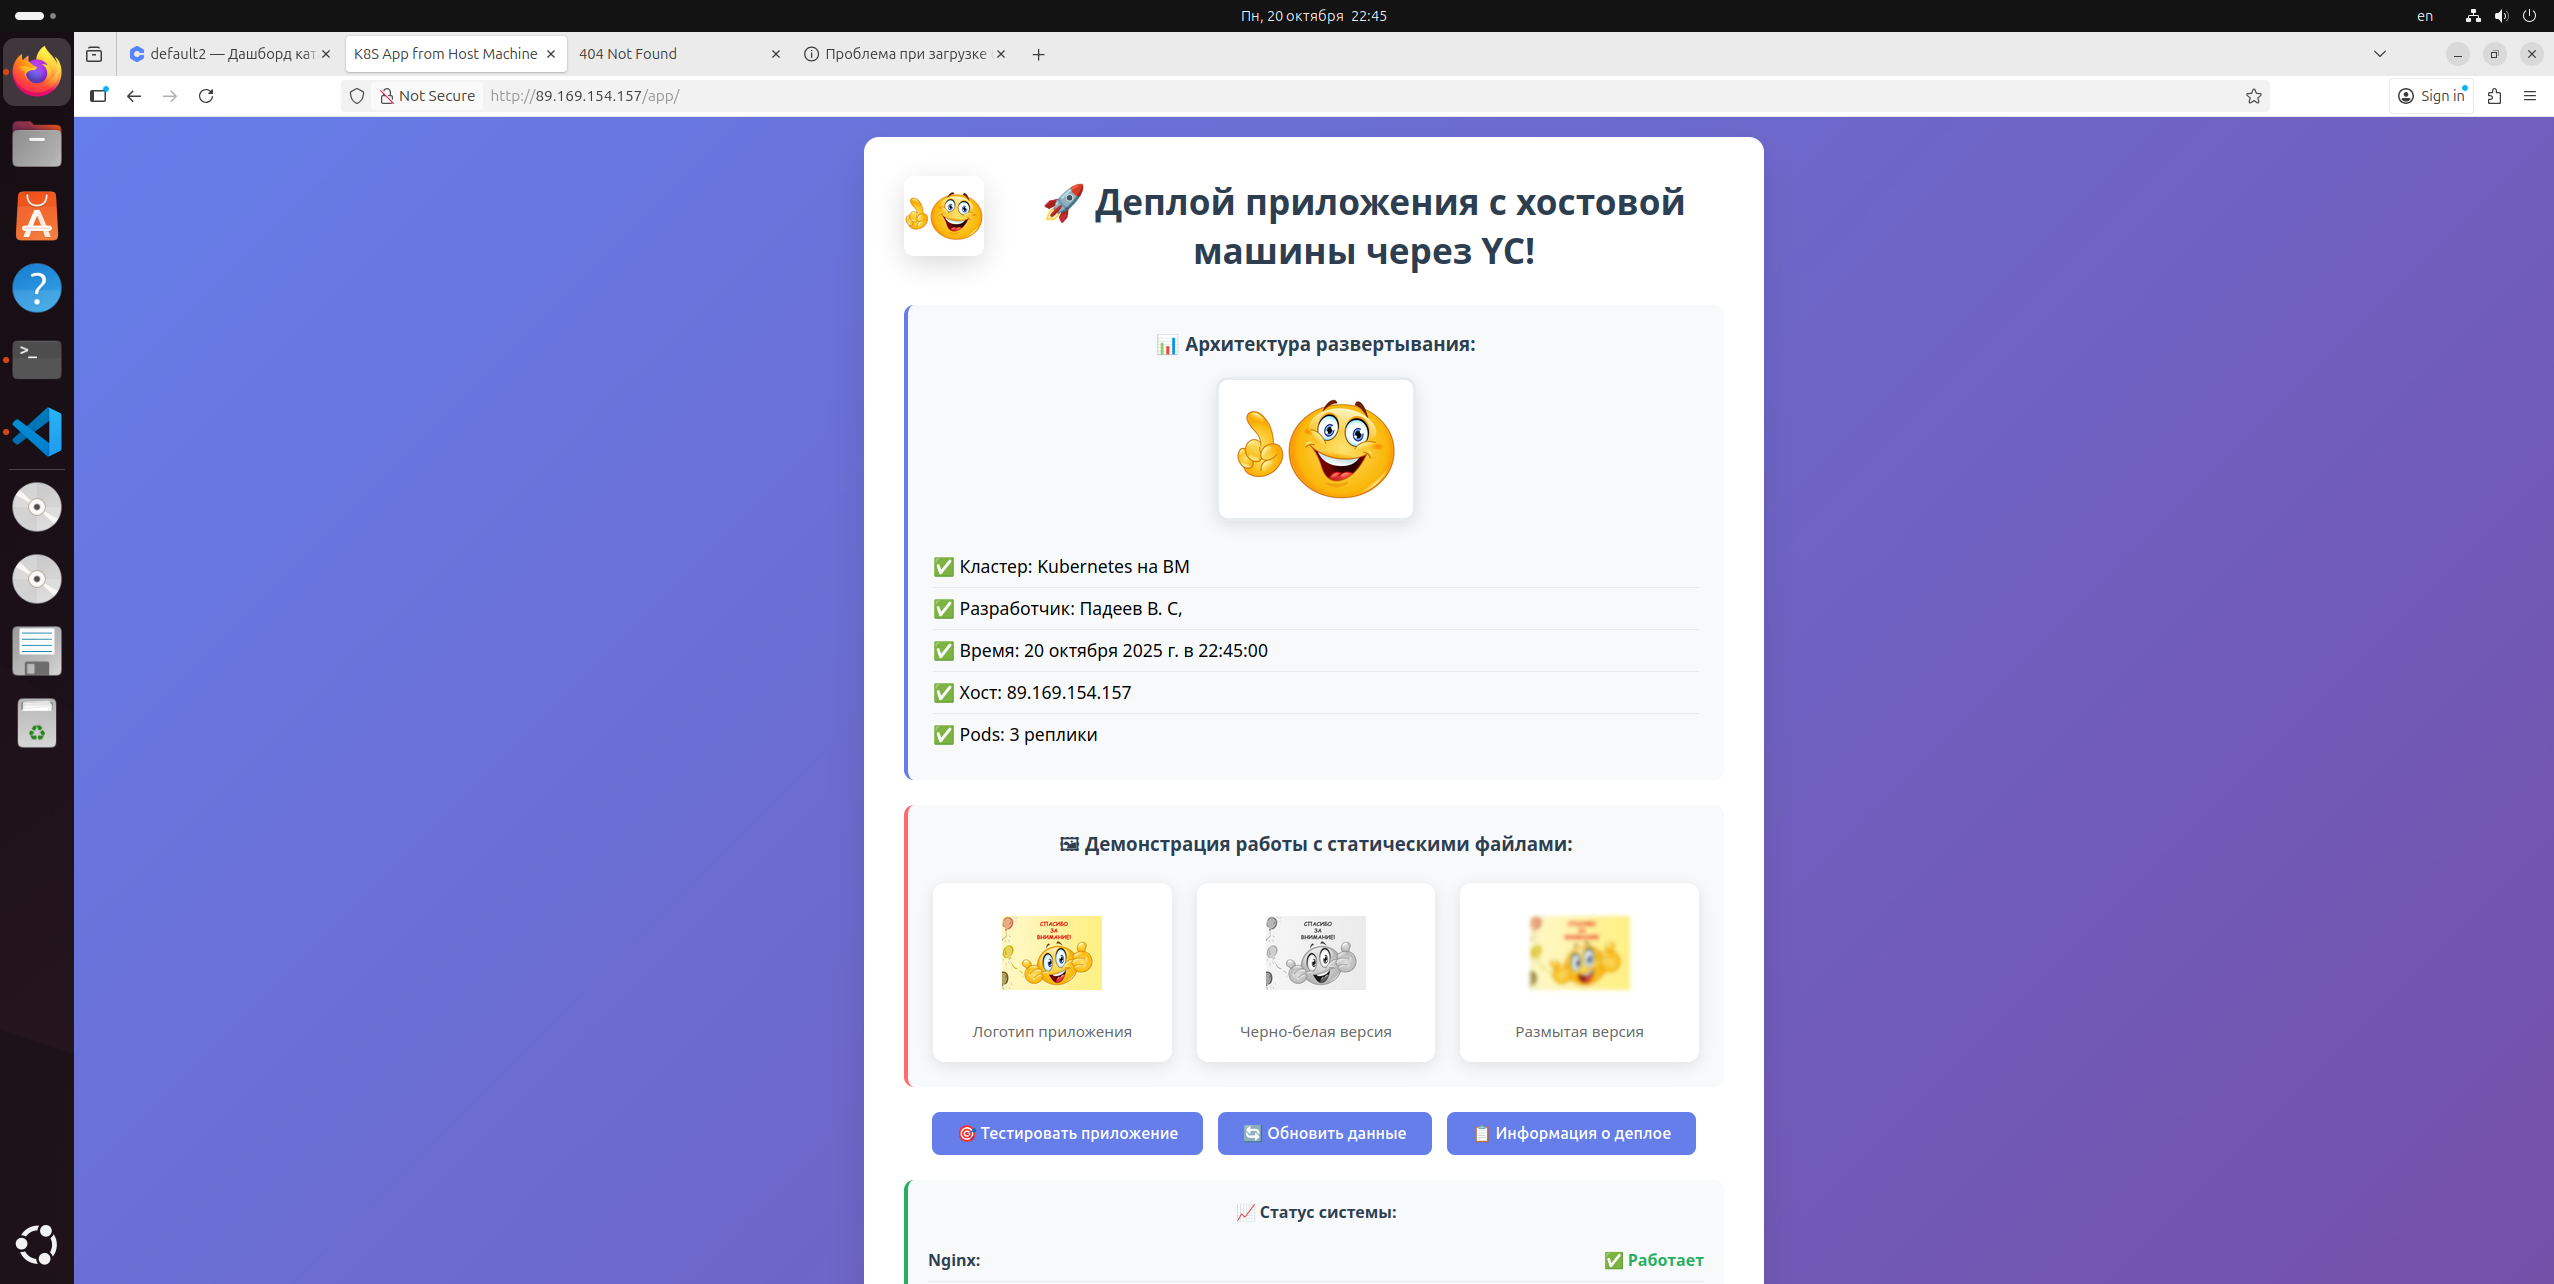 Пн, 20 октября 22:45
en
default2 — Дашборд кат
K8S App from Host Machine
404 Not Found
Проблема при загрузке
Not Secure
http://89.169.154.157/app/
Sign in
🚀 Деплой приложения с хостовой
машины через YC!
📊 Архитектура развертывания:
✅ Кластер: Kubernetes на ВМ
✅ Разработчик: Падеев В. С,
✅ Время: 20 октября 2025 г. в 22:45:00
✅ Хост: 89.169.154.157
✅ Pods: 3 реплики
🖼 Демонстрация работы с статическими файлами:
СПАСИБО
ЗА
ВНИМАНИЕ!
СПАСИБО
ЗА
ВНИМАНИЕ!
Логотип приложения
Черно-белая версия
Размытая версия
🎯 Тестировать приложение
🔄 Обновить данные
📋 Информация о деплое
📈 Статус системы:
Nginx:
✅ Работает